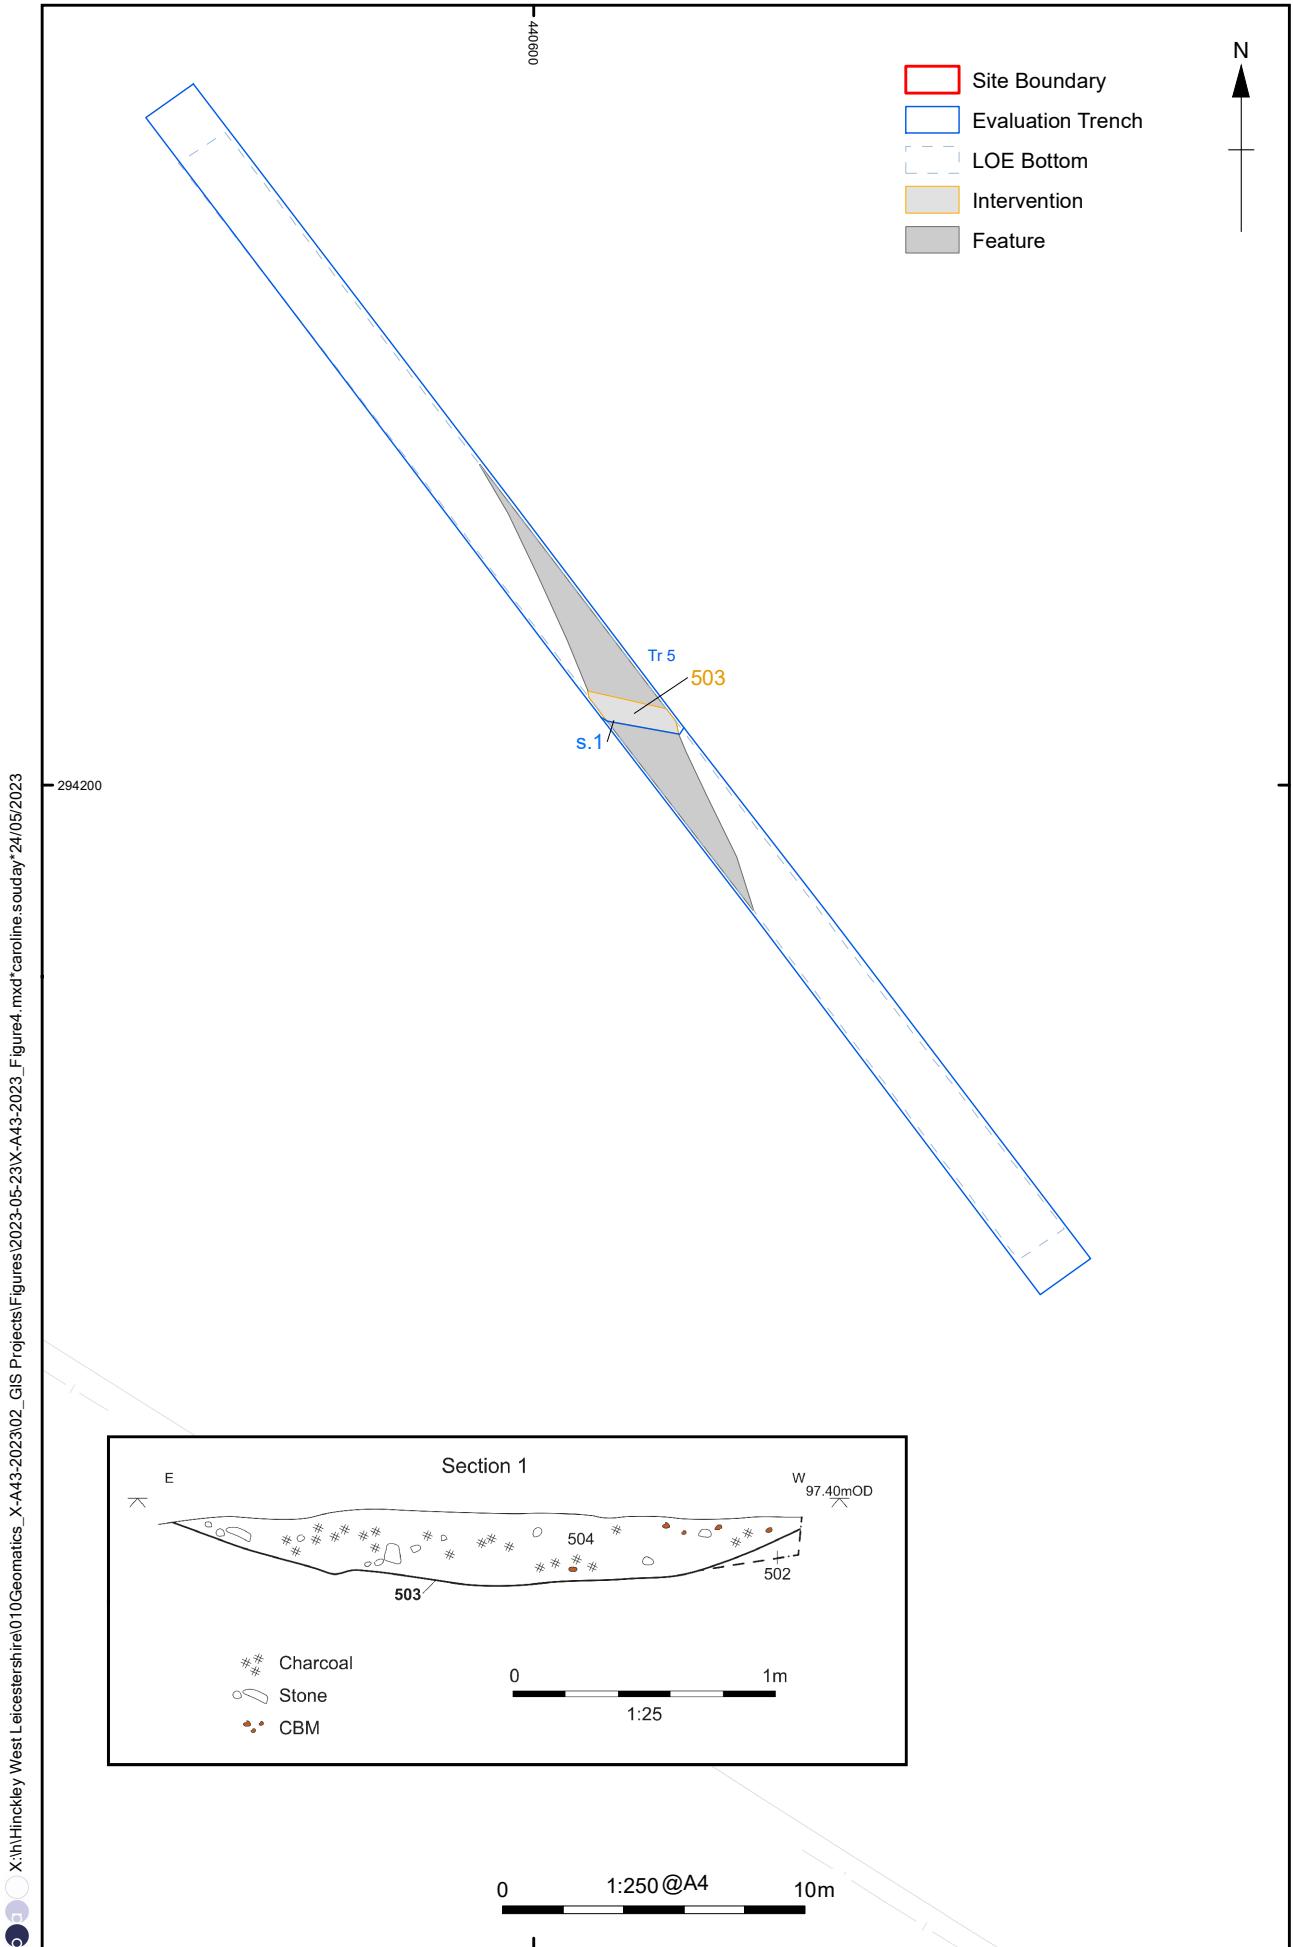 440600
N
Site Boundary
Evaluation Trench
LOE Bottom
Intervention
Feature
Tr 5
503
s.1
294200
Section 1
E
W
97.40mOD
504
502
503
Charcoal
Stone
CBM
0 1m
1:25
0 1:250 @A4 10m
X:\h\Hinckley West Leicestershire\010Geomatics_X-A43-2023\02_GIS Projects\Figures\2023-05-23\X-A43-2023_Figure4.mxd*caroline.souday*24/05/2023